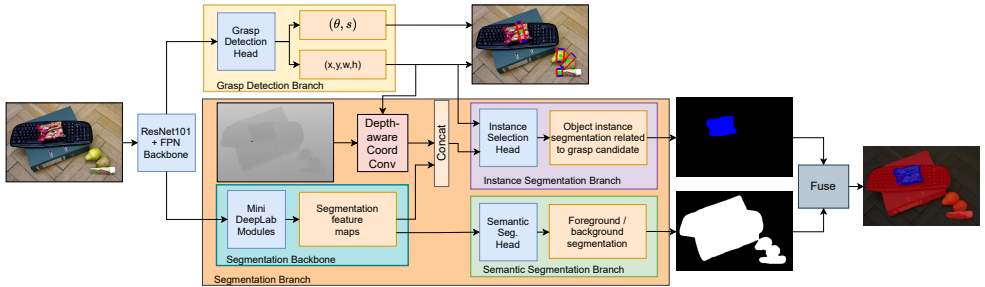 Grasp
Detection
Head
(θ, s)
(x,y,w,h)
Grasp Detection Branch
ResNet101
+ FPN
Backbone
Depth-
aware
Coord
Conv
Concat
Instance
Selection
Head
Object instance
segmentation related
to grasp candidate
Instance Segmentation Branch
Mini
DeepLab
Modules
Segmentation
feature
maps
Segmentation Backbone
Semantic
Seg.
Head
Foreground /
background
segmentation
Semantic Segmentation Branch
Segmentation Branch
Fuse